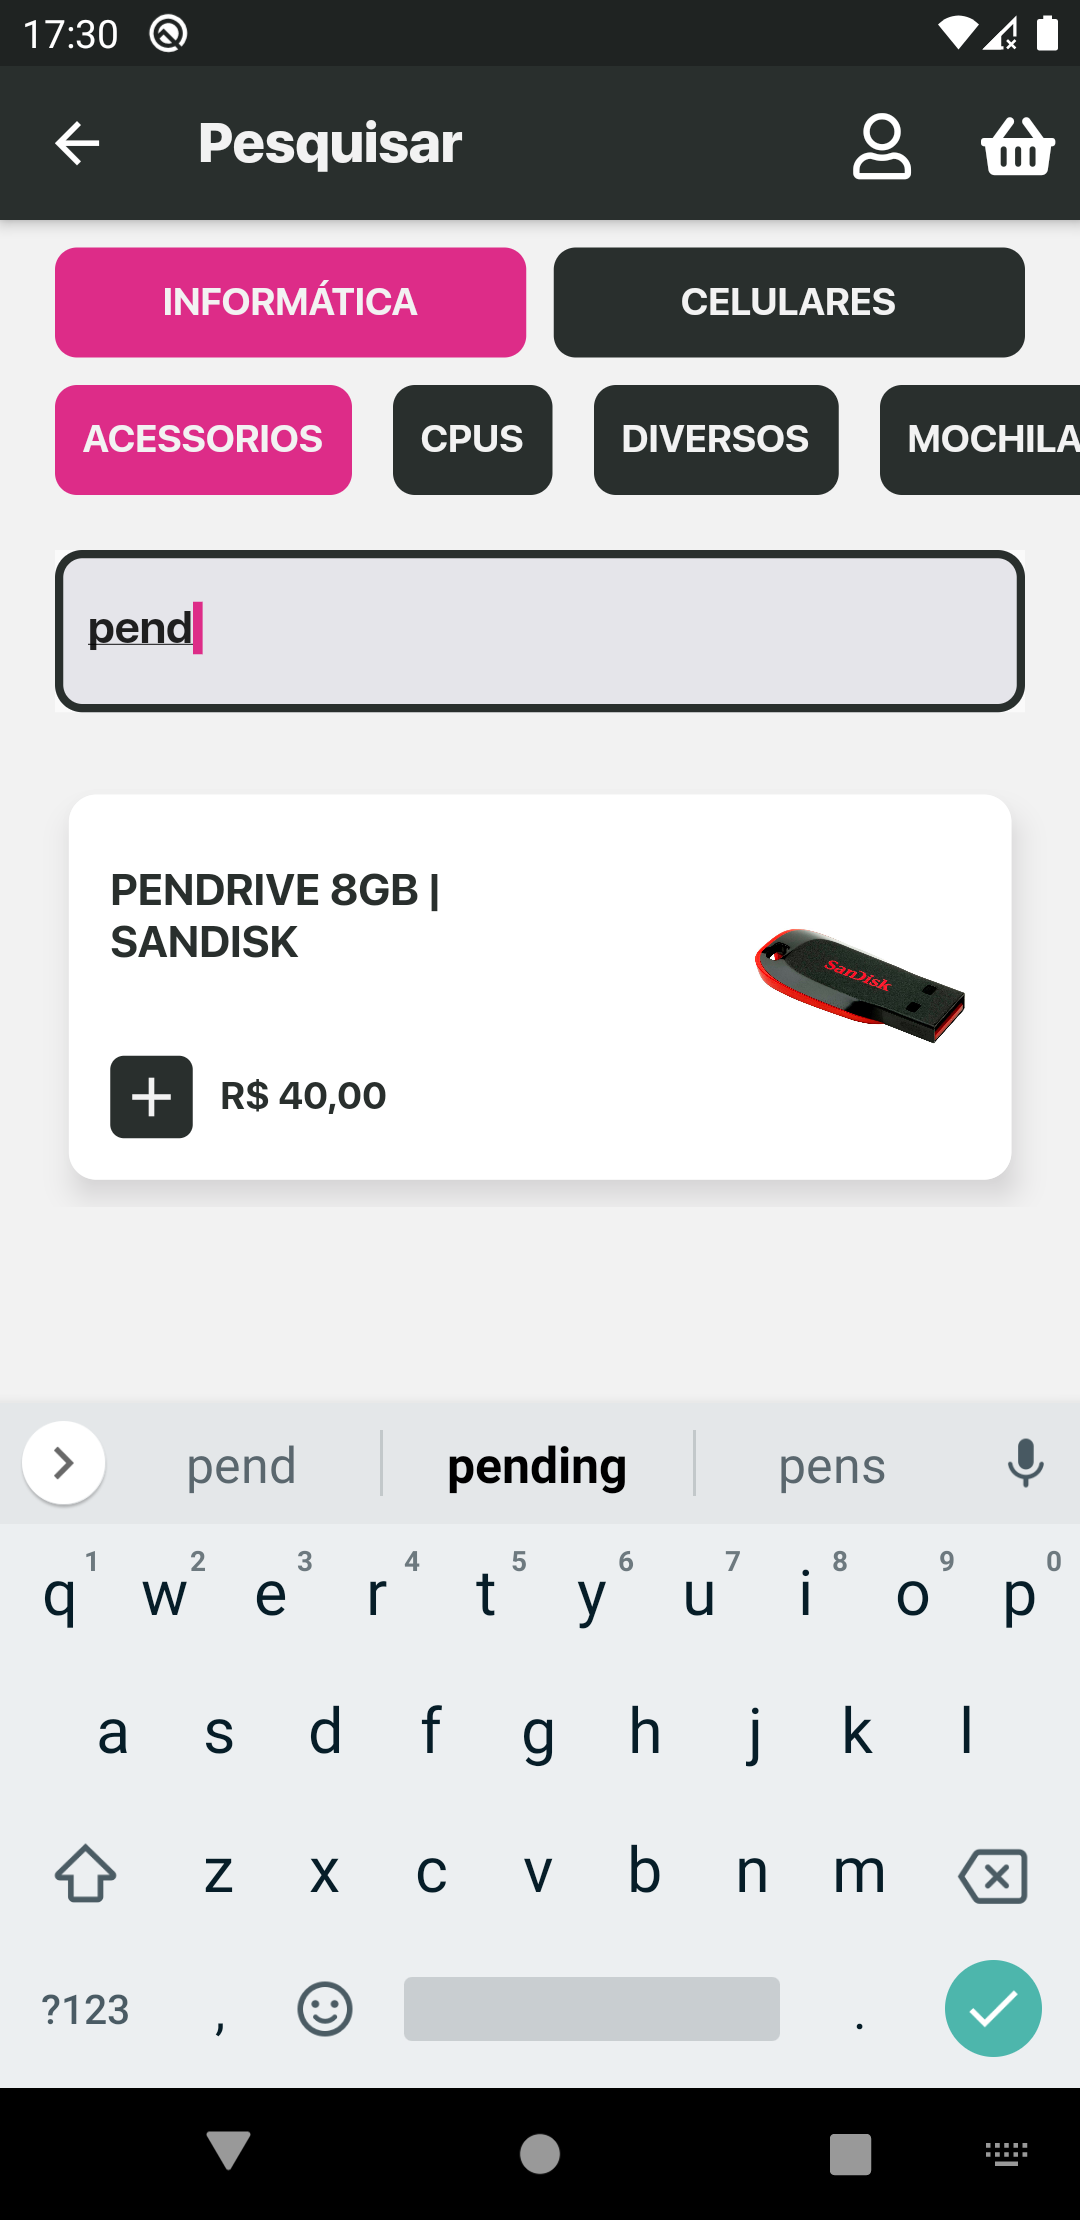 17:30
Pesquisar
INFORMÁTICA CELULARES
ACESSORIOS CPUS DIVERSOS MOCHILA
pend
PENDRIVE 8GB |
SANDISK
SanDisk
R$ 40,00
pend pending pens
1 2 3 4 5 6 7 8 9 0
q w e r t y u i o p
a s d f g h j k l
z x c v b n m
?123 , .